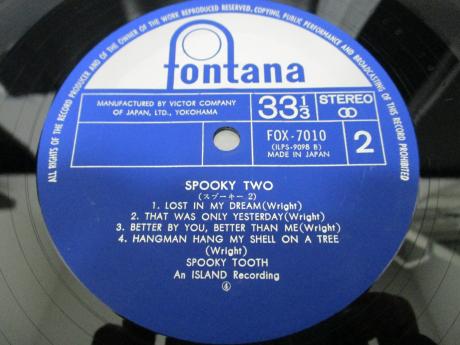 ALL RIGHTS OF THE RECORD PRODUCER AND OF THE OWNER OF THE WORK REPRODUCED RESERVED, COPYING, PUBLIC PERFORMANCE AND BROADCASTING OF THIS RECORD PROHIBITED
fontana
MANUFACTURED BY VICTOR COMPANY
OF JAPAN, LTD., YOKOHAMA
33 1/3
STEREO
FOX-7010
(ILPS-9098 B)
MADE IN JAPAN
2
SPOOKY TWO
(スプーキー 2)
1. LOST IN MY DREAM(Wright)
2. THAT WAS ONLY YESTERDAY(Wright)
3. BETTER BY YOU, BETTER THAN ME(Wright)
4. HANGMAN HANG MY SHELL ON A TREE
(Wright)
SPOOKY TOOTH
An ISLAND Recording